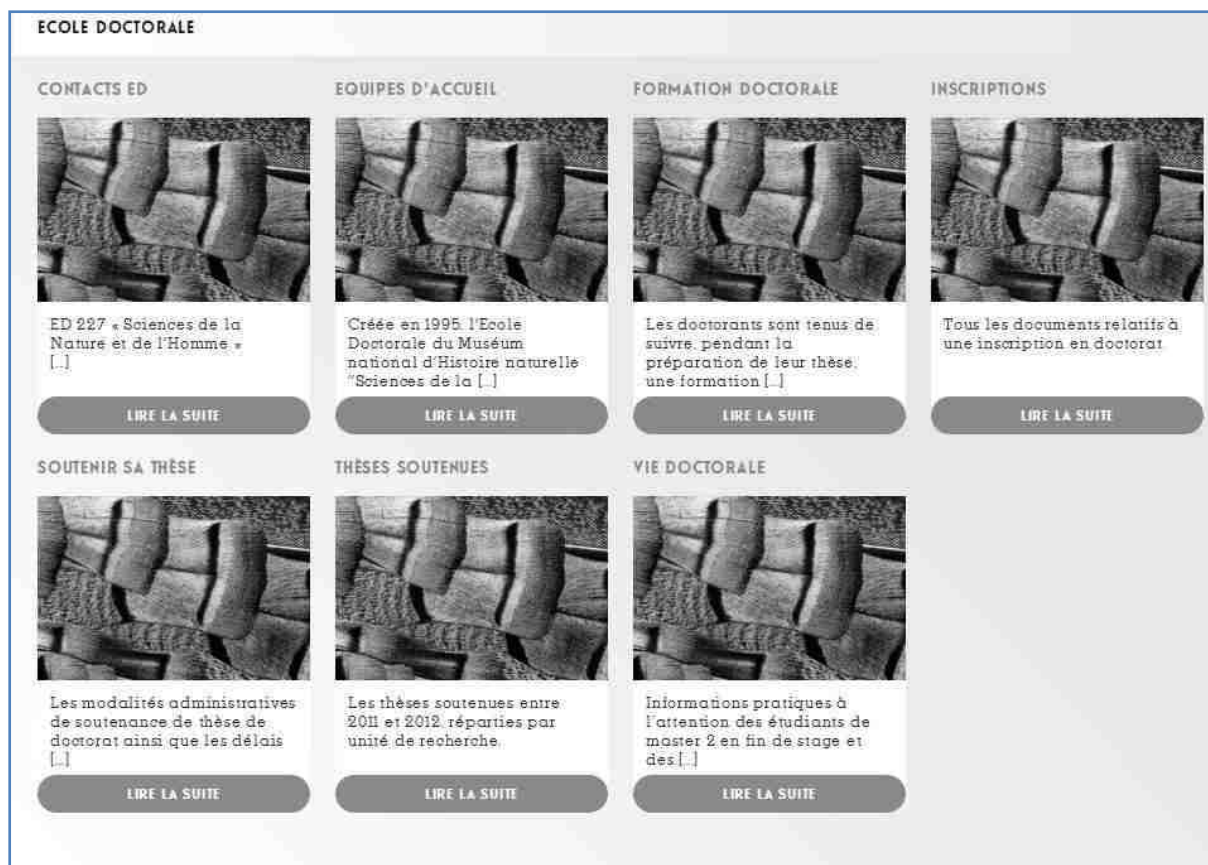 ECOLE DOCTORALE
CONTACTS ED
ED 227 « Sciences de la
Nature et de l'Homme »
[...]
LIRE LA SUITE
EQUIPES D'ACCUEIL
Créée en 1995, l'Ecole
Doctorale du Muséum
national d'Histoire naturelle
"Sciences de la [...]
LIRE LA SUITE
FORMATION DOCTORALE
Les doctorants sont tenus de
suivre, pendant la
préparation de leur thèse,
une formation [...]
LIRE LA SUITE
INSCRIPTIONS
Tous les documents relatifs à
une inscription en doctorat
LIRE LA SUITE
SOUTENIR SA THÈSE
Les modalités administratives
de soutenance de thèse de
doctorat ainsi que les délais
[...]
LIRE LA SUITE
THÈSES SOUTENUES
Les thèses soutenues entre
2011 et 2012, réparties par
unité de recherche.
LIRE LA SUITE
VIE DOCTORALE
Informations pratiques à
l'attention des étudiants de
master 2 en fin de stage et
des [...]
LIRE LA SUITE